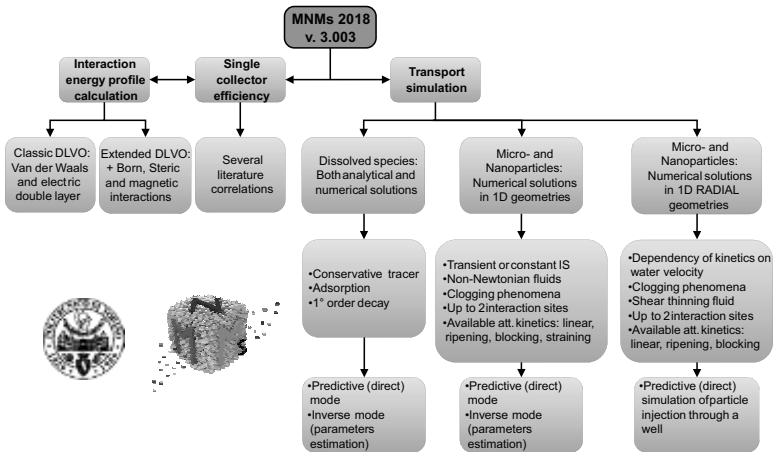 MNMs 2018
v. 3.003
Interaction
energy profile
calculation
Single
collector
efficiency
Transport
simulation
Classic DLVO:
Van der Waals
and electric
double layer
Extended DLVO:
+ Born, Steric
and magnetic
interactions
Several
literature
correlations
Dissolved species:
Both analytical and
numerical solutions
Micro- and
Nanoparticles:
Numerical solutions
in 1D geometries
Micro- and
Nanoparticles:
Numerical solutions
in 1D RADIAL
geometries
•Conservative tracer
•Adsorption
•1° order decay
•Transient or constant IS
•Non-Newtonian fluids
•Clogging phenomena
•Up to 2interaction sites
•Available att. kinetics: linear,
ripening, blocking, straining
•Dependency of kinetics on
water velocity
•Clogging phenomena
•Shear thinning fluid
•Up to 2interaction sites
•Available att. kinetics:
linear, ripening, blocking
•Predictive (direct)
mode
•Inverse mode
(parameters
estimation)
•Predictive (direct)
mode
•Inverse mode
(parameters
estimation)
•Predictive (direct)
simulation of particle
injection through a
well